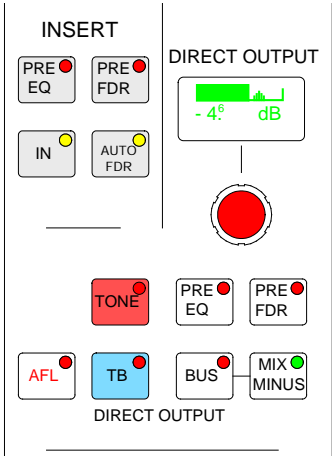 INSERT
PRE
EQ
PRE
FDR
IN
AUTO
FDR
DIRECT OUTPUT
- 4.6 dB
TONE
PRE
EQ
PRE
FDR
AFL
TB
BUS
MIX
MINUS
DIRECT OUTPUT